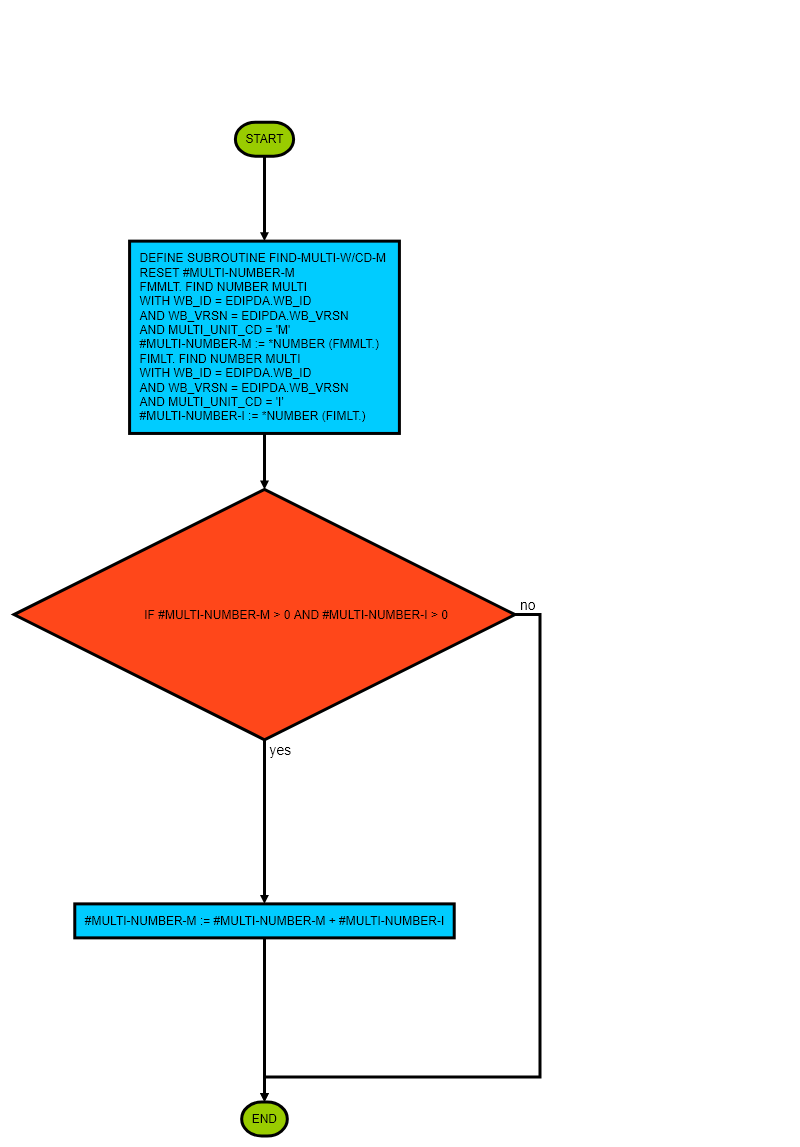 START
DEFINE SUBROUTINE FIND-MULTI-W/CD-M
RESET #MULTI-NUMBER-M
FMMLT. FIND NUMBER MULTI
WITH WB_ID = EDIPDA.WB_ID
AND WB_VRSN = EDIPDA.WB_VRSN
AND MULTI_UNIT_CD = 'M'
#MULTI-NUMBER-M := *NUMBER (FMMLT.)
FIMLT. FIND NUMBER MULTI
WITH WB_ID = EDIPDA.WB_ID
AND WB_VRSN = EDIPDA.WB_VRSN
AND MULTI_UNIT_CD = 'I'
#MULTI-NUMBER-I := *NUMBER (FIMLT.)
IF #MULTI-NUMBER-M > 0 AND #MULTI-NUMBER-I > 0
no
yes
#MULTI-NUMBER-M := #MULTI-NUMBER-M + #MULTI-NUMBER-I
END